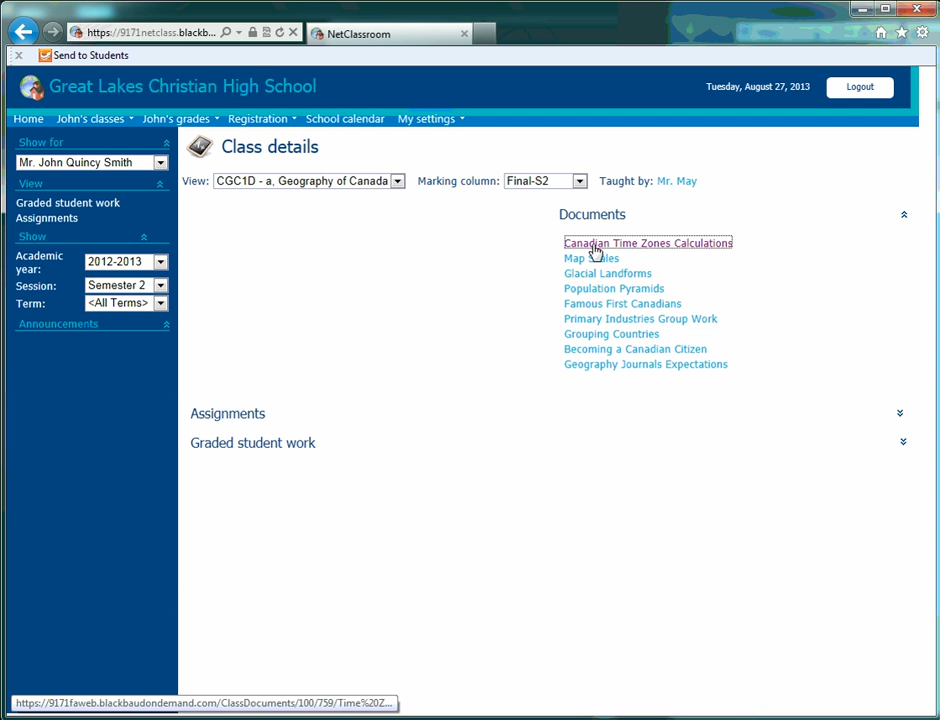 https://9171netclass.blackb...
NetClassroom
Send to Students
Great Lakes Christian High School
Tuesday, August 27, 2013
Logout
Home
John's classes
John's grades
Registration
School calendar
My settings
Show for
Mr. John Quincy Smith
View
Graded student work
Assignments
Show
Academic
year:
2012-2013
Session:
Semester 2
Term:
<All Terms>
Announcements
Class details
View:
CGC1D - a, Geography of Canada
Marking column:
Final-S2
Taught by: Mr. May
Documents
Canadian Time Zones Calculations
Map Scales
Glacial Landforms
Population Pyramids
Famous First Canadians
Primary Industries Group Work
Grouping Countries
Becoming a Canadian Citizen
Geography Journals Expectations
Assignments
Graded student work
https://9171faweb.blackbaudondemand.com/ClassDocuments/100/759/Time%20Z...